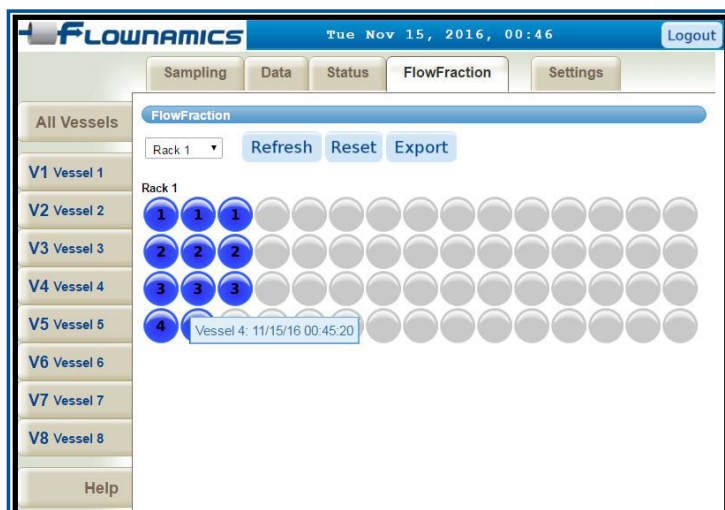 FLOWNAMICS
Tue Nov 15, 2016, 00:46
Logout
Sampling Data Status FlowFraction Settings
All Vessels
V1 Vessel 1
V2 Vessel 2
V3 Vessel 3
V4 Vessel 4
V5 Vessel 5
V6 Vessel 6
V7 Vessel 7
V8 Vessel 8
Help
FlowFraction
Rack 1 Refresh Reset Export
Rack 1
1 1 1
2 2 2
3 3 3
4
Vessel 4: 11/15/16 00:45:20